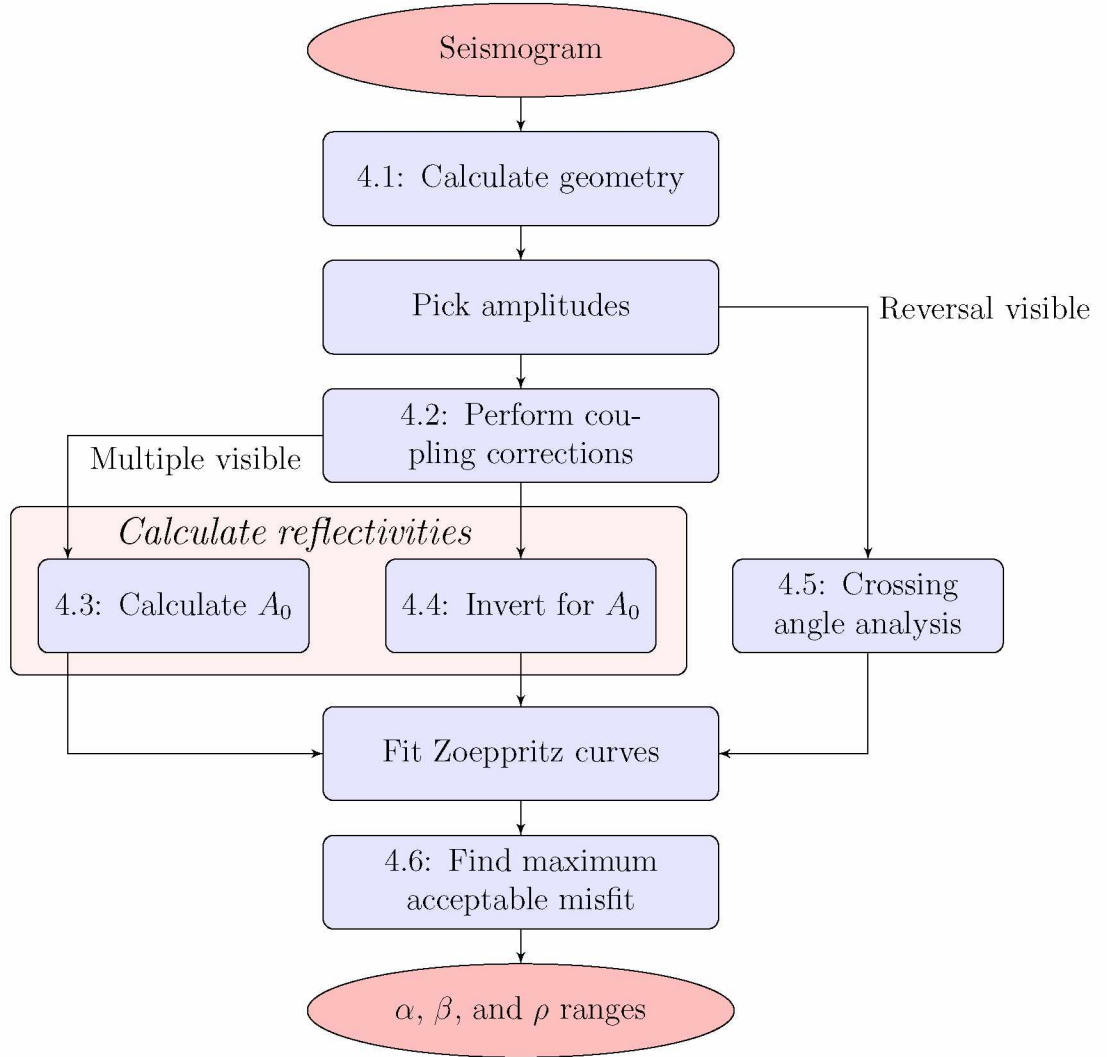 Seismogram
4.1: Calculate geometry
Pick amplitudes
Reversal visible
4.2: Perform cou-
pling corrections
Multiple visible
Calculate reflectivities
4.3: Calculate A₀
4.4: Invert for A₀
4.5: Crossing
angle analysis
Fit Zoeppritz curves
4.6: Find maximum
acceptable misfit
α, β, and ρ ranges